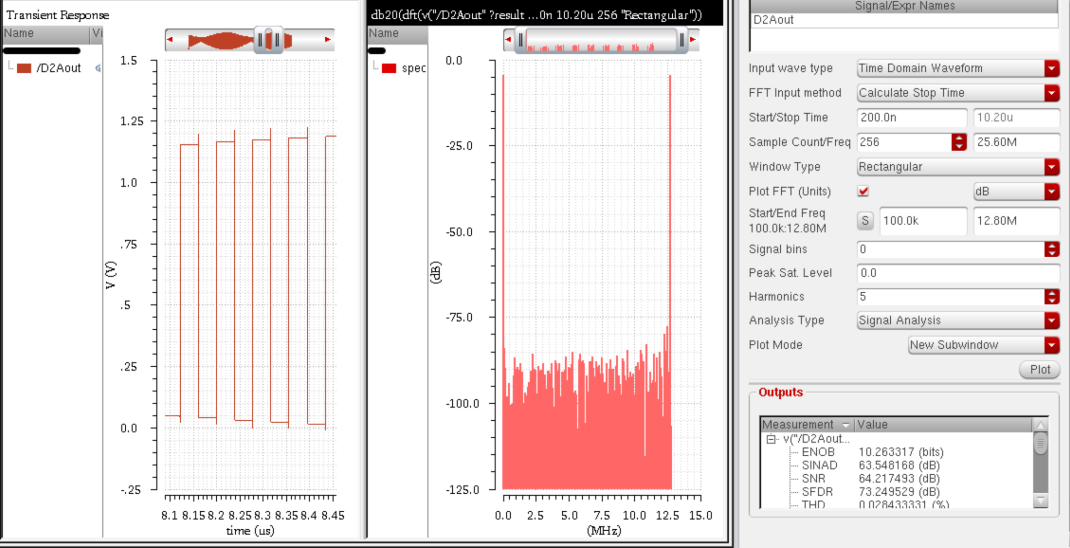 Transient Response
Name
Vi
/D2Aout
1.5
1.25
1.0
.75
.5
.25
0.0
-.25
V (V)
8.1 8.15 8.2 8.25 8.3 8.35 8.4 8.45
time (us)
db20(dft(v("/D2Aout" ?result ...0n 10.20u 256 "Rectangular"))
Name
spec
0.0
-25.0
-50.0
-75.0
-100.0
-125.0
(dB)
0.0 2.5 5.0 7.5 10.0 12.5 15.0
(MHz)
Signal/Expr Names
D2Aout
Input wave type Time Domain Waveform
FFT Input method Calculate Stop Time
Start/Stop Time 200.0n 10.20u
Sample Count/Freq 256 25.60M
Window Type Rectangular
Plot FFT (Units) dB
Start/End Freq
100.0k:12.80M S 100.0k 12.80M
Signal bins 0
Peak Sat. Level 0.0
Harmonics 5
Analysis Type Signal Analysis
Plot Mode New Subwindow
Plot
Outputs
Measurement Value
v("/D2Aout...
ENOB 10.263317 (bits)
SINAD 63.548168 (dB)
SNR 64.217493 (dB)
SFDR 73.249529 (dB)
THD 0.028433331 (%)